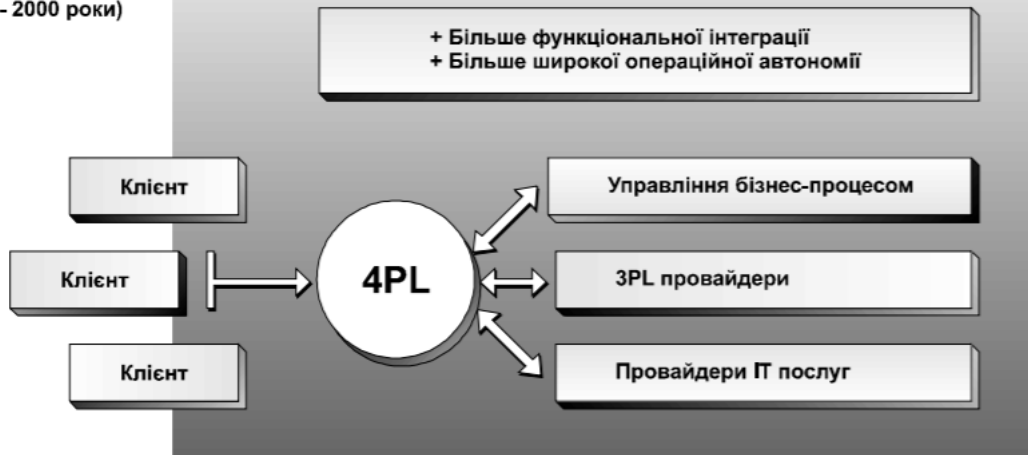 - 2000 роки)
+ Більше функціональної інтеграції
+ Більше широкої операційної автономії
Клієнт
Управління бізнес-процесом
Клієнт
4PL
3PL провайдери
Клієнт
Провайдери ІТ послуг